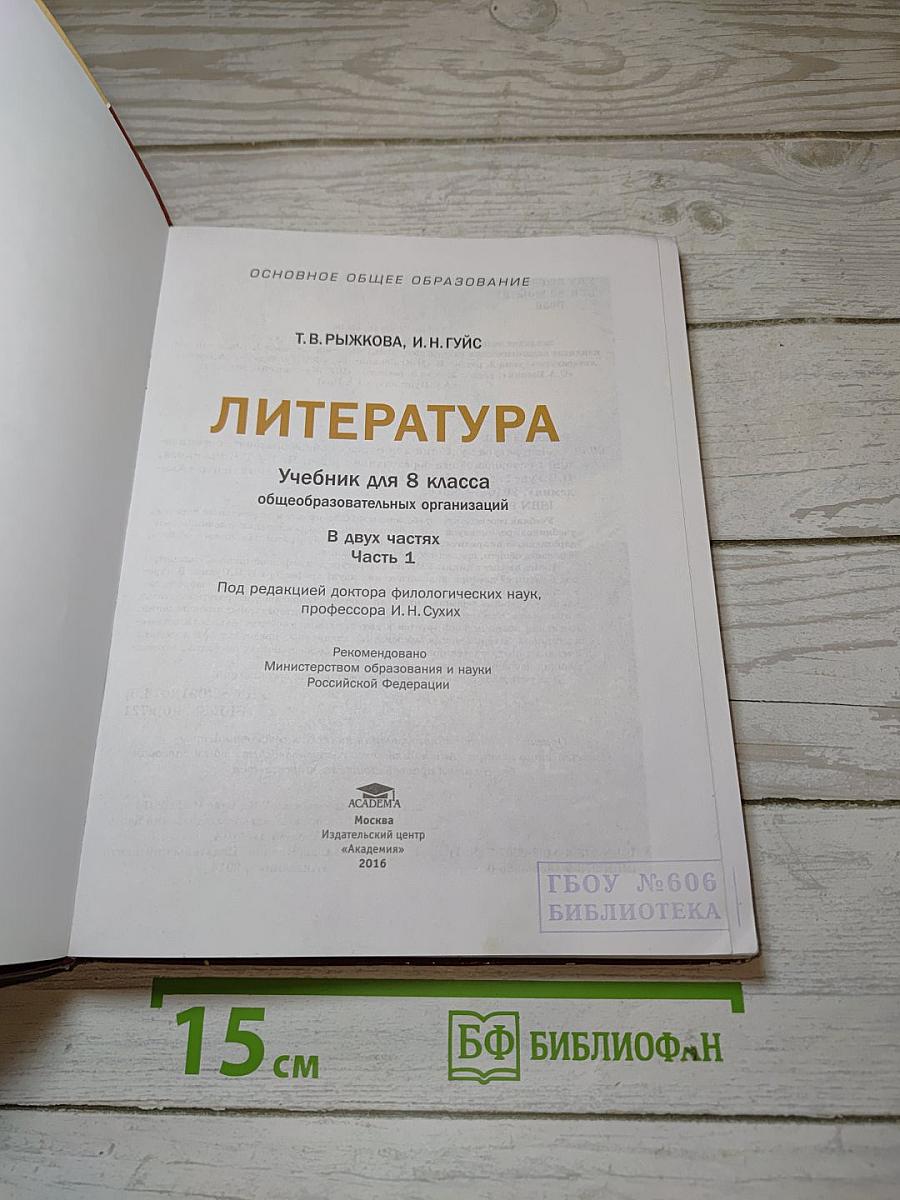 ОСНОВНОЕ ОБЩЕЕ ОБРАЗОВАНИЕ
Т. В. РЫЖКОВА, И. Н. ГУЙС
ЛИТЕРАТУРА
Учебник для 8 класса
общеобразовательных организаций
В двух частях
Часть 1
Под редакцией доктора филологических наук,
профессора И. Н. Сухих
Рекомендовано
Министерством образования и науки
Российской Федерации
ACADEMA
Москва
Издательский центр
«Академия»
2016
ГБОУ №606
БИБЛИОТЕКА
15 см
БФ БИБЛИОФАН